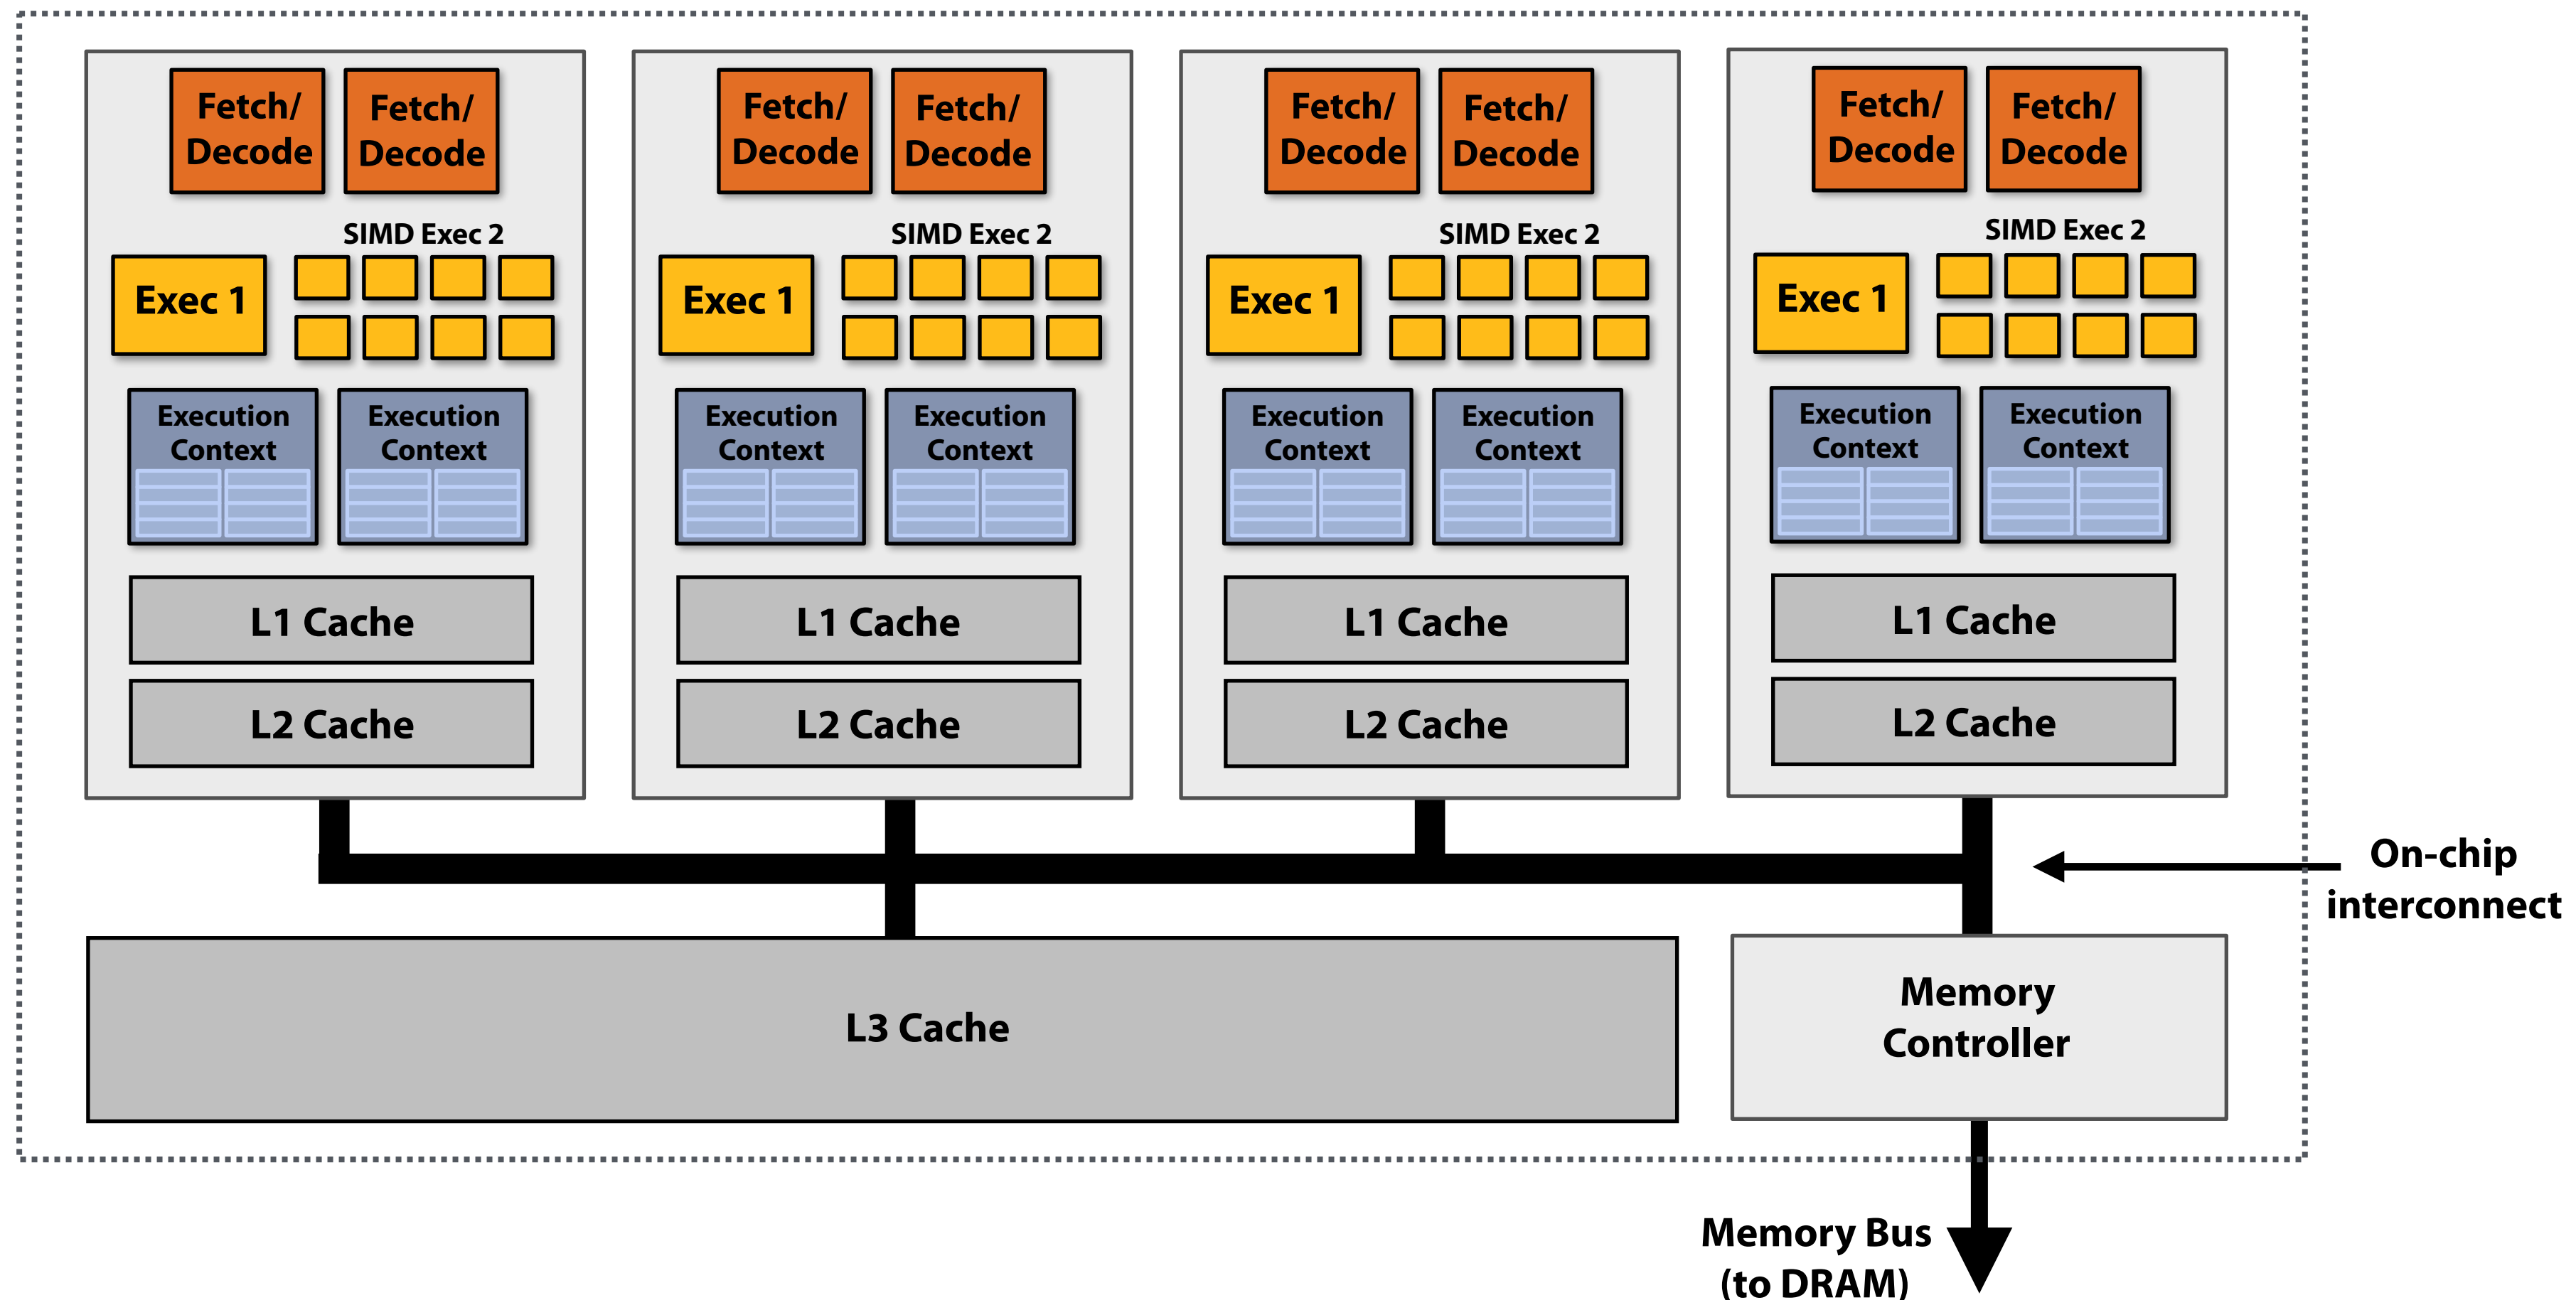 Fetch/
Decode
Fetch/
Decode
SIMD Exec 2
Exec 1
Execution
Context
Execution
Context
L1 Cache
L2 Cache
Fetch/
Decode
Fetch/
Decode
SIMD Exec 2
Exec 1
Execution
Context
Execution
Context
L1 Cache
L2 Cache
Fetch/
Decode
Fetch/
Decode
SIMD Exec 2
Exec 1
Execution
Context
Execution
Context
L1 Cache
L2 Cache
Fetch/
Decode
Fetch/
Decode
SIMD Exec 2
Exec 1
Execution
Context
Execution
Context
L1 Cache
L2 Cache
On-chip
interconnect
L3 Cache
Memory
Controller
Memory Bus
(to DRAM)